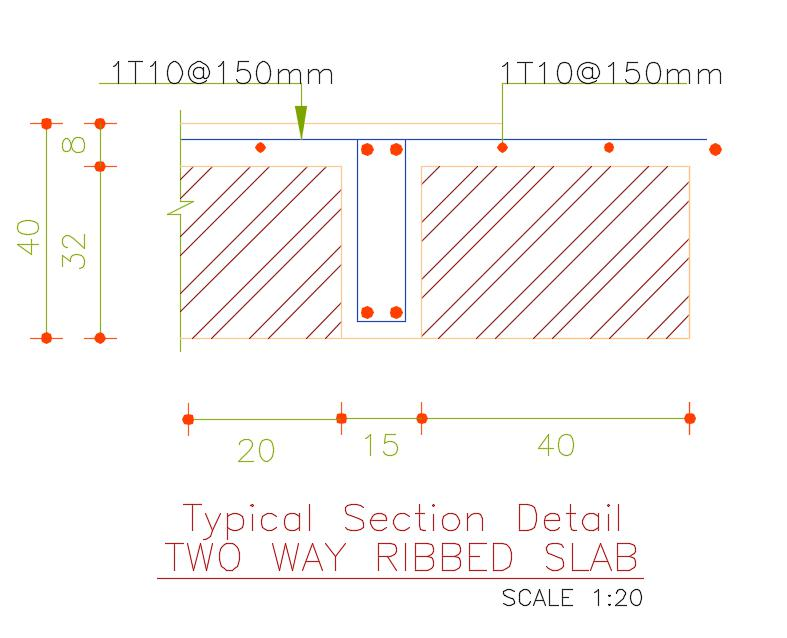 1T10@150mm 1T10@150mm
8
40
32
20 15 40
Typical Section Detail
TWO WAY RIBBED SLAB
SCALE 1:20